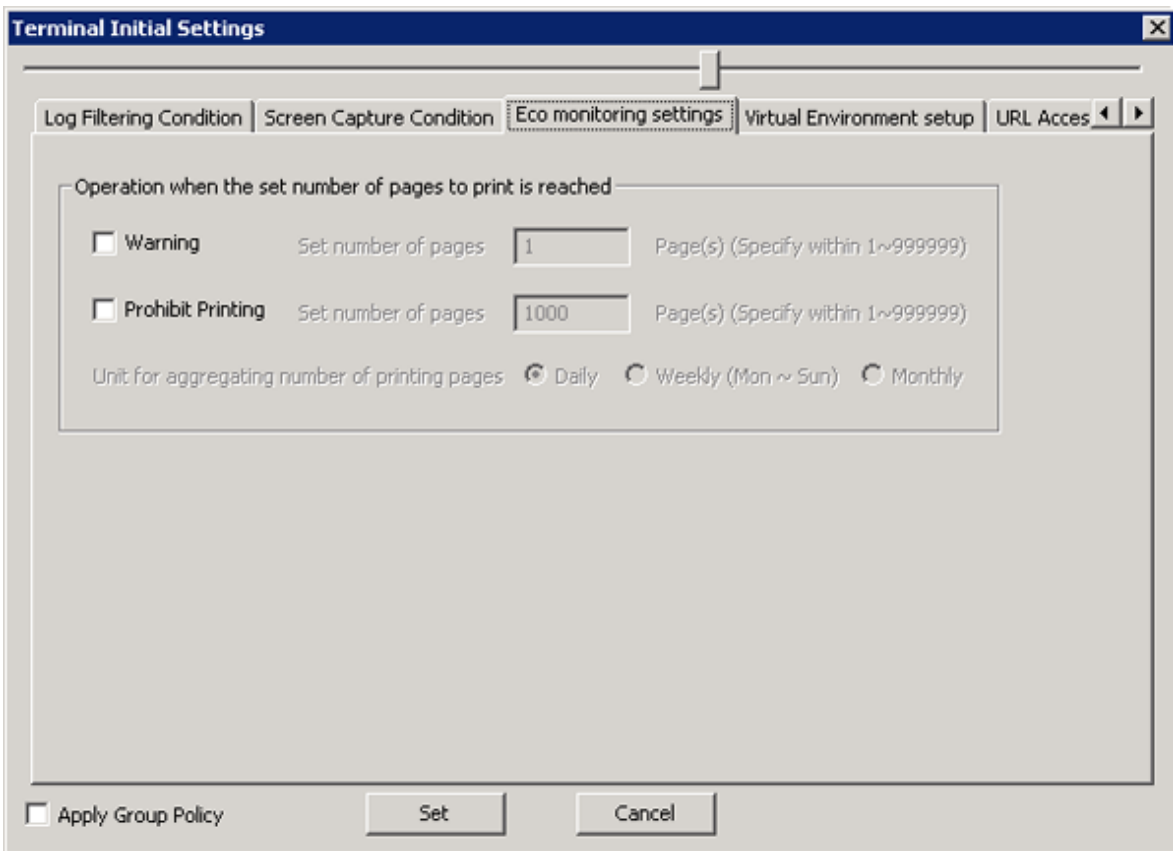 Terminal Initial Settings
Log Filtering Condition Screen Capture Condition Eco monitoring settings Virtual Environment setup URL Acces
Operation when the set number of pages to print is reached
Warning Set number of pages 1 Page(s) (Specify within 1~999999)
Prohibit Printing Set number of pages 1000 Page(s) (Specify within 1~999999)
Unit for aggregating number of printing pages Daily Weekly (Mon ~ Sun) Monthly
Apply Group Policy Set Cancel